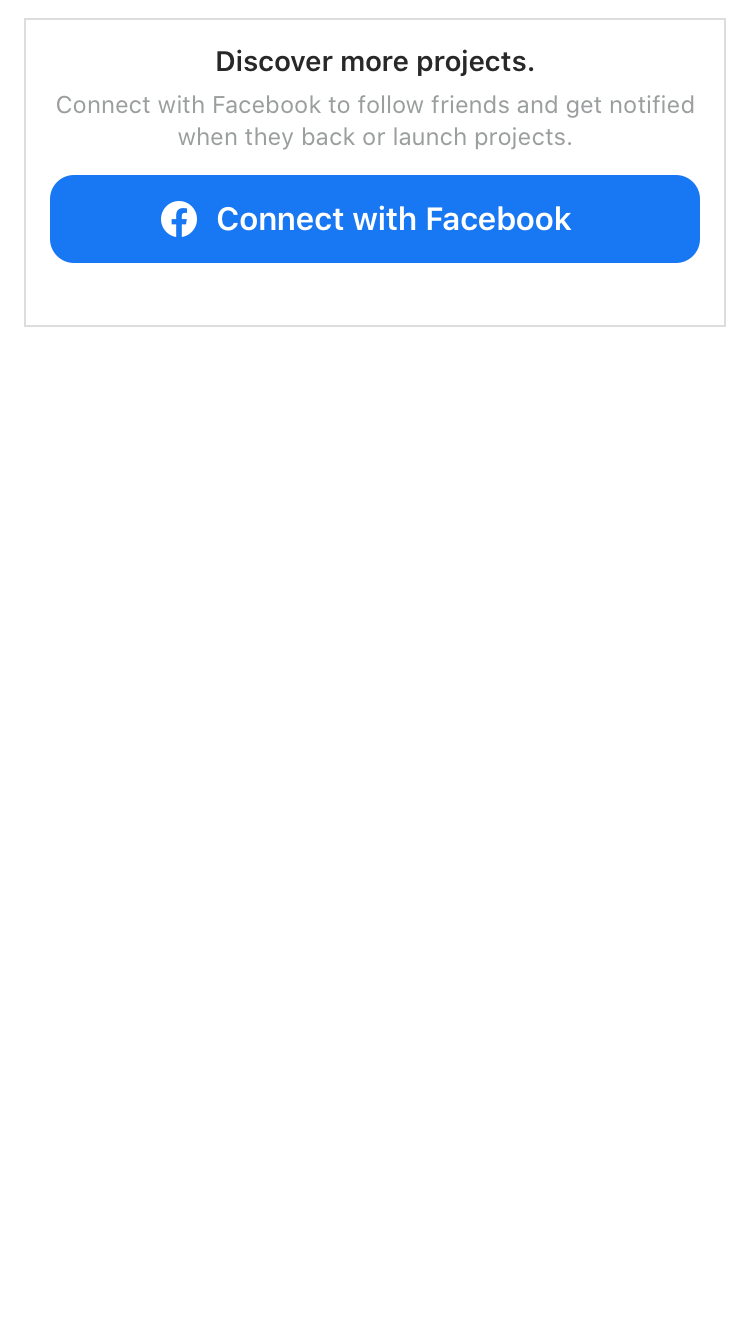 Discover more projects.
Connect with Facebook to follow friends and get notified
when they back or launch projects.
Connect with Facebook